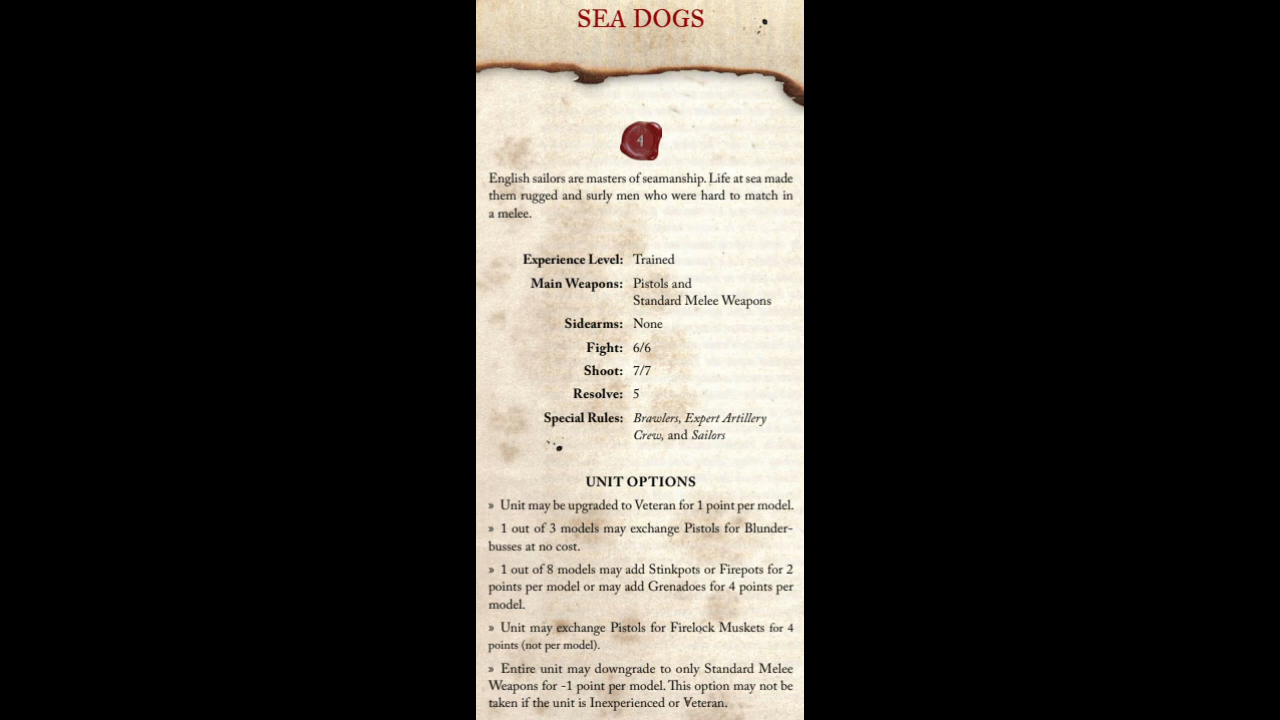 SEA DOGS
4
English sailors are masters of seamanship. Life at sea made
them rugged and surly men who were hard to match in
a melee.
Experience Level: Trained
Main Weapons: Pistols and
Standard Melee Weapons
Sidearms: None
Fight: 6/6
Shoot: 7/7
Resolve: 5
Special Rules: Brawlers, Expert Artillery
Crew, and Sailors
UNIT OPTIONS
» Unit may be upgraded to Veteran for 1 point per model.
» 1 out of 3 models may exchange Pistols for Blunder-
busses at no cost.
» 1 out of 8 models may add Stinkpots or Firepots for 2
points per model or may add Grenadoes for 4 points per
model.
» Unit may exchange Pistols for Firelock Muskets for 4
points (not per model).
» Entire unit may downgrade to only Standard Melee
Weapons for -1 point per model. This option may not be
taken if the unit is Inexperienced or Veteran.